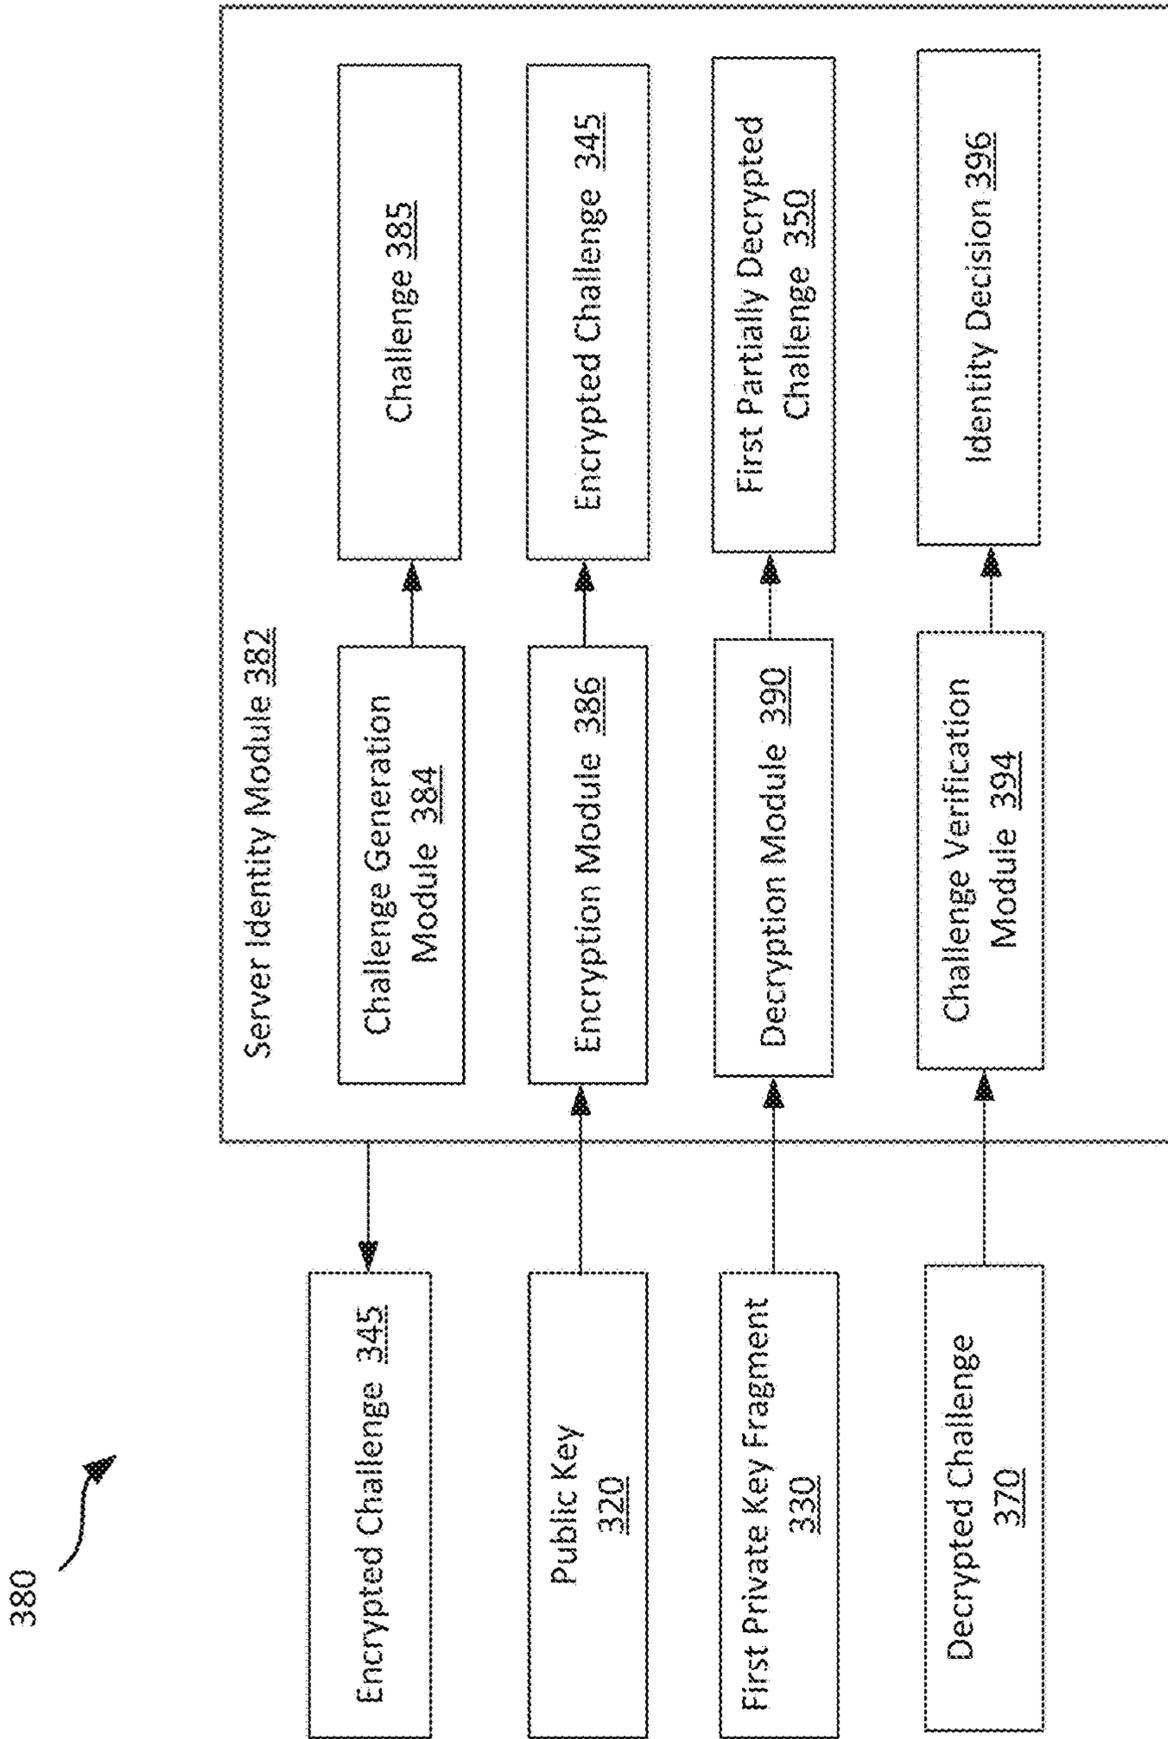 380
Server Identity Module 382
Encrypted Challenge 345
Challenge Generation
Module 384
Challenge 385
Public Key
320
Encryption Module 386
Encrypted Challenge 345
First Private Key Fragment
330
Decryption Module 390
First Partially Decrypted
Challenge 350
Decrypted Challenge
370
Challenge Verification
Module 394
Identity Decision 396